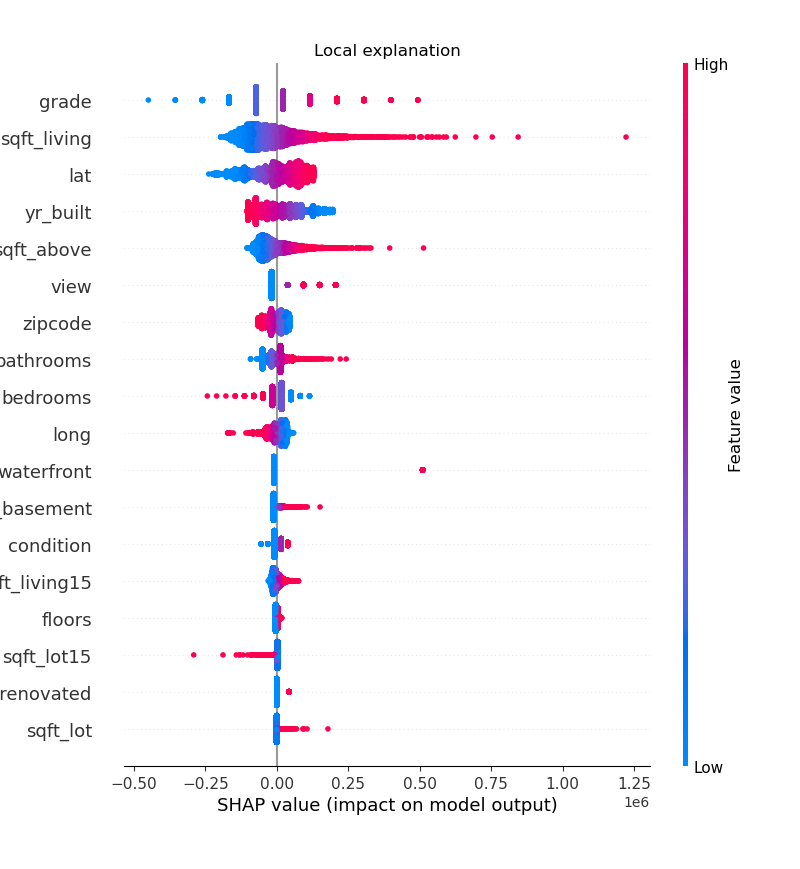 Local explanation
High
grade
sqft_living
lat
yr_built
sqft_above
view
zipcode
bathrooms
bedrooms
long
waterfront
_basement
condition
ft_living15
floors
sqft_lot15
renovated
sqft_lot
Feature value
Low
−0.50 −0.25 0.00 0.25 0.50 0.75 1.00 1.25
1e6
SHAP value (impact on model output)